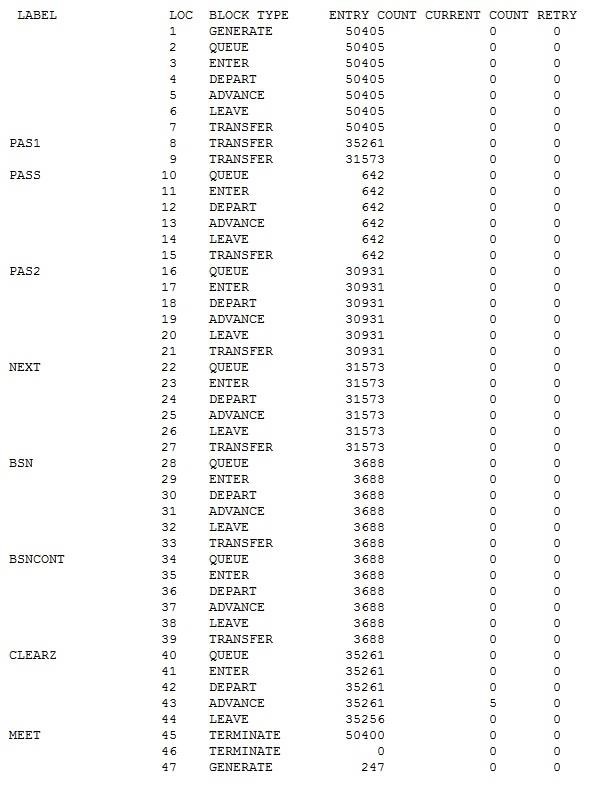 LABEL LOC BLOCK TYPE ENTRY COUNT CURRENT COUNT RETRY
1 GENERATE 50405 0 0
2 QUEUE 50405 0 0
3 ENTER 50405 0 0
4 DEPART 50405 0 0
5 ADVANCE 50405 0 0
6 LEAVE 50405 0 0
7 TRANSFER 50405 0 0
PAS1 8 TRANSFER 35261 0 0
9 TRANSFER 31573 0 0
PASS 10 QUEUE 642 0 0
11 ENTER 642 0 0
12 DEPART 642 0 0
13 ADVANCE 642 0 0
14 LEAVE 642 0 0
15 TRANSFER 642 0 0
PAS2 16 QUEUE 30931 0 0
17 ENTER 30931 0 0
18 DEPART 30931 0 0
19 ADVANCE 30931 0 0
20 LEAVE 30931 0 0
21 TRANSFER 30931 0 0
NEXT 22 QUEUE 31573 0 0
23 ENTER 31573 0 0
24 DEPART 31573 0 0
25 ADVANCE 31573 0 0
26 LEAVE 31573 0 0
27 TRANSFER 31573 0 0
BSN 28 QUEUE 3688 0 0
29 ENTER 3688 0 0
30 DEPART 3688 0 0
31 ADVANCE 3688 0 0
32 LEAVE 3688 0 0
33 TRANSFER 3688 0 0
BSNCONT 34 QUEUE 3688 0 0
35 ENTER 3688 0 0
36 DEPART 3688 0 0
37 ADVANCE 3688 0 0
38 LEAVE 3688 0 0
39 TRANSFER 3688 0 0
CLEARZ 40 QUEUE 35261 0 0
41 ENTER 35261 0 0
42 DEPART 35261 0 0
43 ADVANCE 35261 5 0
44 LEAVE 35256 0 0
MEET 45 TERMINATE 50400 0 0
46 TERMINATE 0 0 0
47 GENERATE 247 0 0